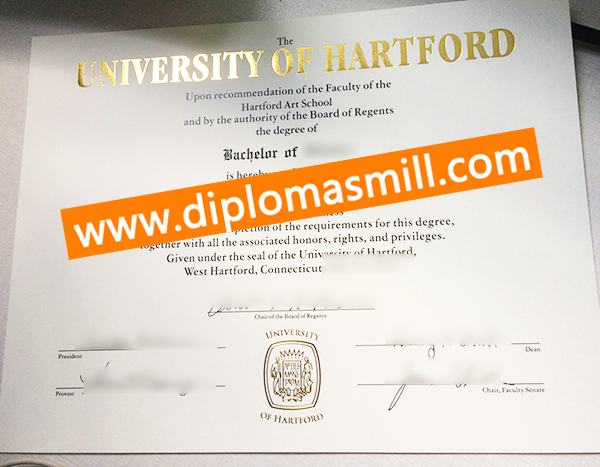 The
UNIVERSITY OF HARTFORD
Upon recommendation of the Faculty of the
Hartford Art School
and by the authority of the Board of Regents
the degree of
Bachelor of
is hereby
www.diplomasmill.com
of the requirements for this degree,
together with all the associated honors, rights, and privileges.
Given under the seal of the University of Hartford,
West Hartford, Connecticut
Chair of the Board of Regents
President
Dean
Provost
Chair, Faculty Senate
UNIVERSITY
OF HARTFORD